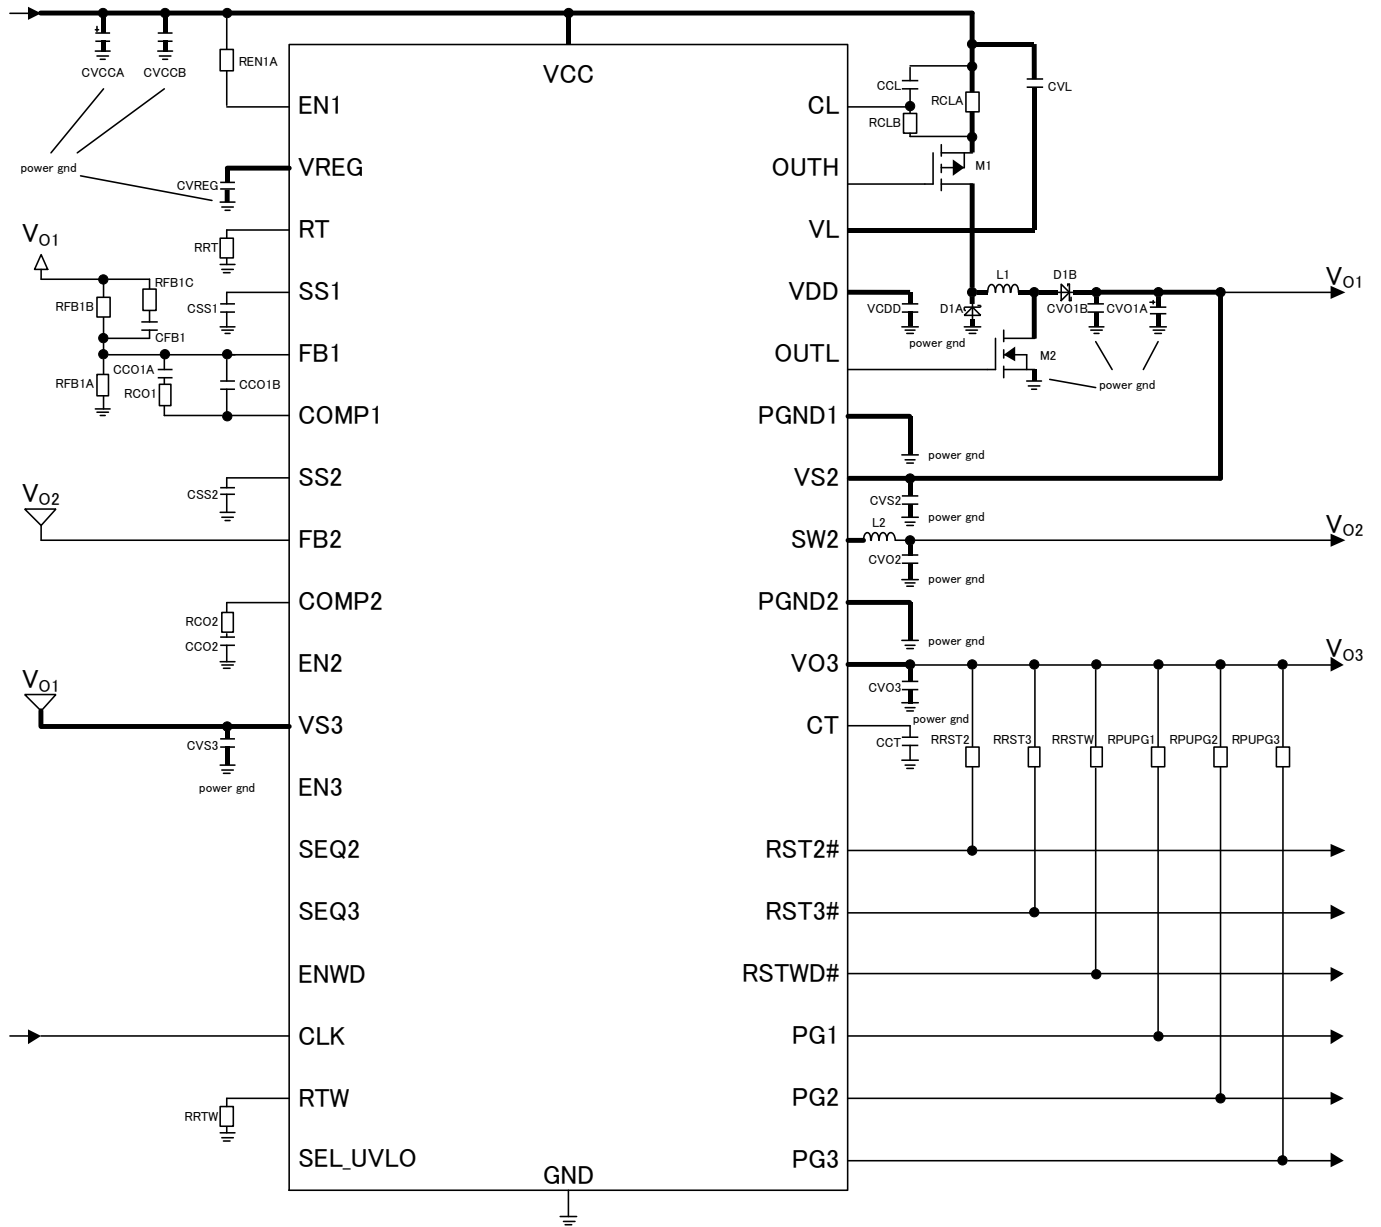 CVCCA
CVCCB
REN1A
VCC
EN1
CL
CCL
RCLA
RCLB
CVL
power gnd
VREG
CVREG
OUTH
M1
VO1
RT
RRT
VL
SS1
CSS1
RFB1B
RFB1C
CFB1
VDD
VCDD
D1A
L1
D1B
CVO1B
CVO1A
VO1
power gnd
FB1
CCO1A
RFB1A
RCO1
CCO1B
OUTL
M2
power gnd
COMP1
PGND1
power gnd
SS2
CSS2
VS2
CVS2
power gnd
VO2
FB2
SW2
L2
CVO2
VO2
power gnd
COMP2
RCO2
CCO2
PGND2
power gnd
EN2
VO3
CVO3
VO3
power gnd
VO1
VS3
CVS3
power gnd
CT
CCT
RRST2
RRST3
RRSTW
RPUPG1
RPUPG2
RPUPG3
EN3
SEQ2
RST2#
SEQ3
RST3#
ENWD
RSTWD#
CLK
PG1
RTW
RRTW
PG2
SEL_UVLO
PG3
GND